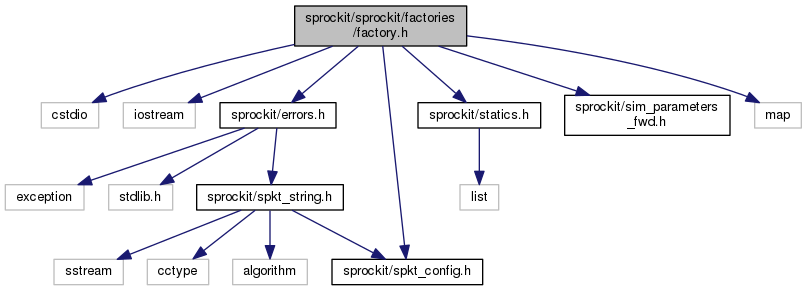 sprockit/sprockit/factories
/factory.h
cstdio
iostream
sprockit/errors.h
sprockit/statics.h
sprockit/sim_parameters
_fwd.h
map
exception
stdlib.h
sprockit/spkt_string.h
list
sstream
cctype
algorithm
sprockit/spkt_config.h